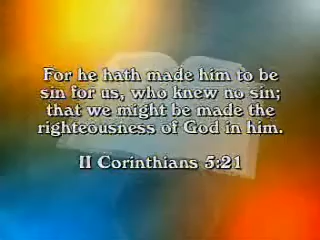 For he hath made him to be
sin for us, who knew no sin;
that we might be made the
righteousness of God in him.
II Corinthians 5:21